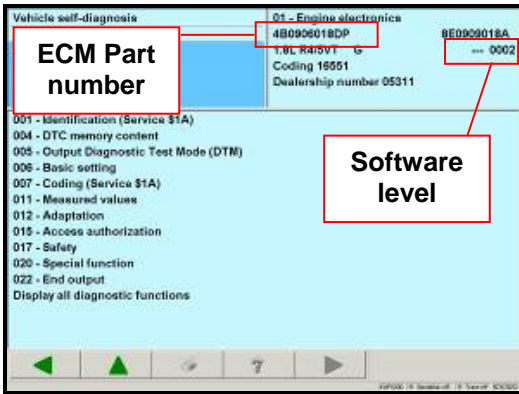 Vehicle self-diagnosis
01 - Engine electronics
4B0906018DP 8E0909018A
1.8L R4/5VT G --- 0002
Coding 16551
Dealership number 05311
ECM Part
number
001 - Identification (Service $1A)
004 - DTC memory content
005 - Output Diagnostic Test Mode (DTM)
006 - Basic setting
007 - Coding (Service $1A)
011 - Measured values
012 - Adaptation
015 - Access authorization
017 - Safety
020 - Special function
022 - End output
Display all diagnostic functions
Software
level
?